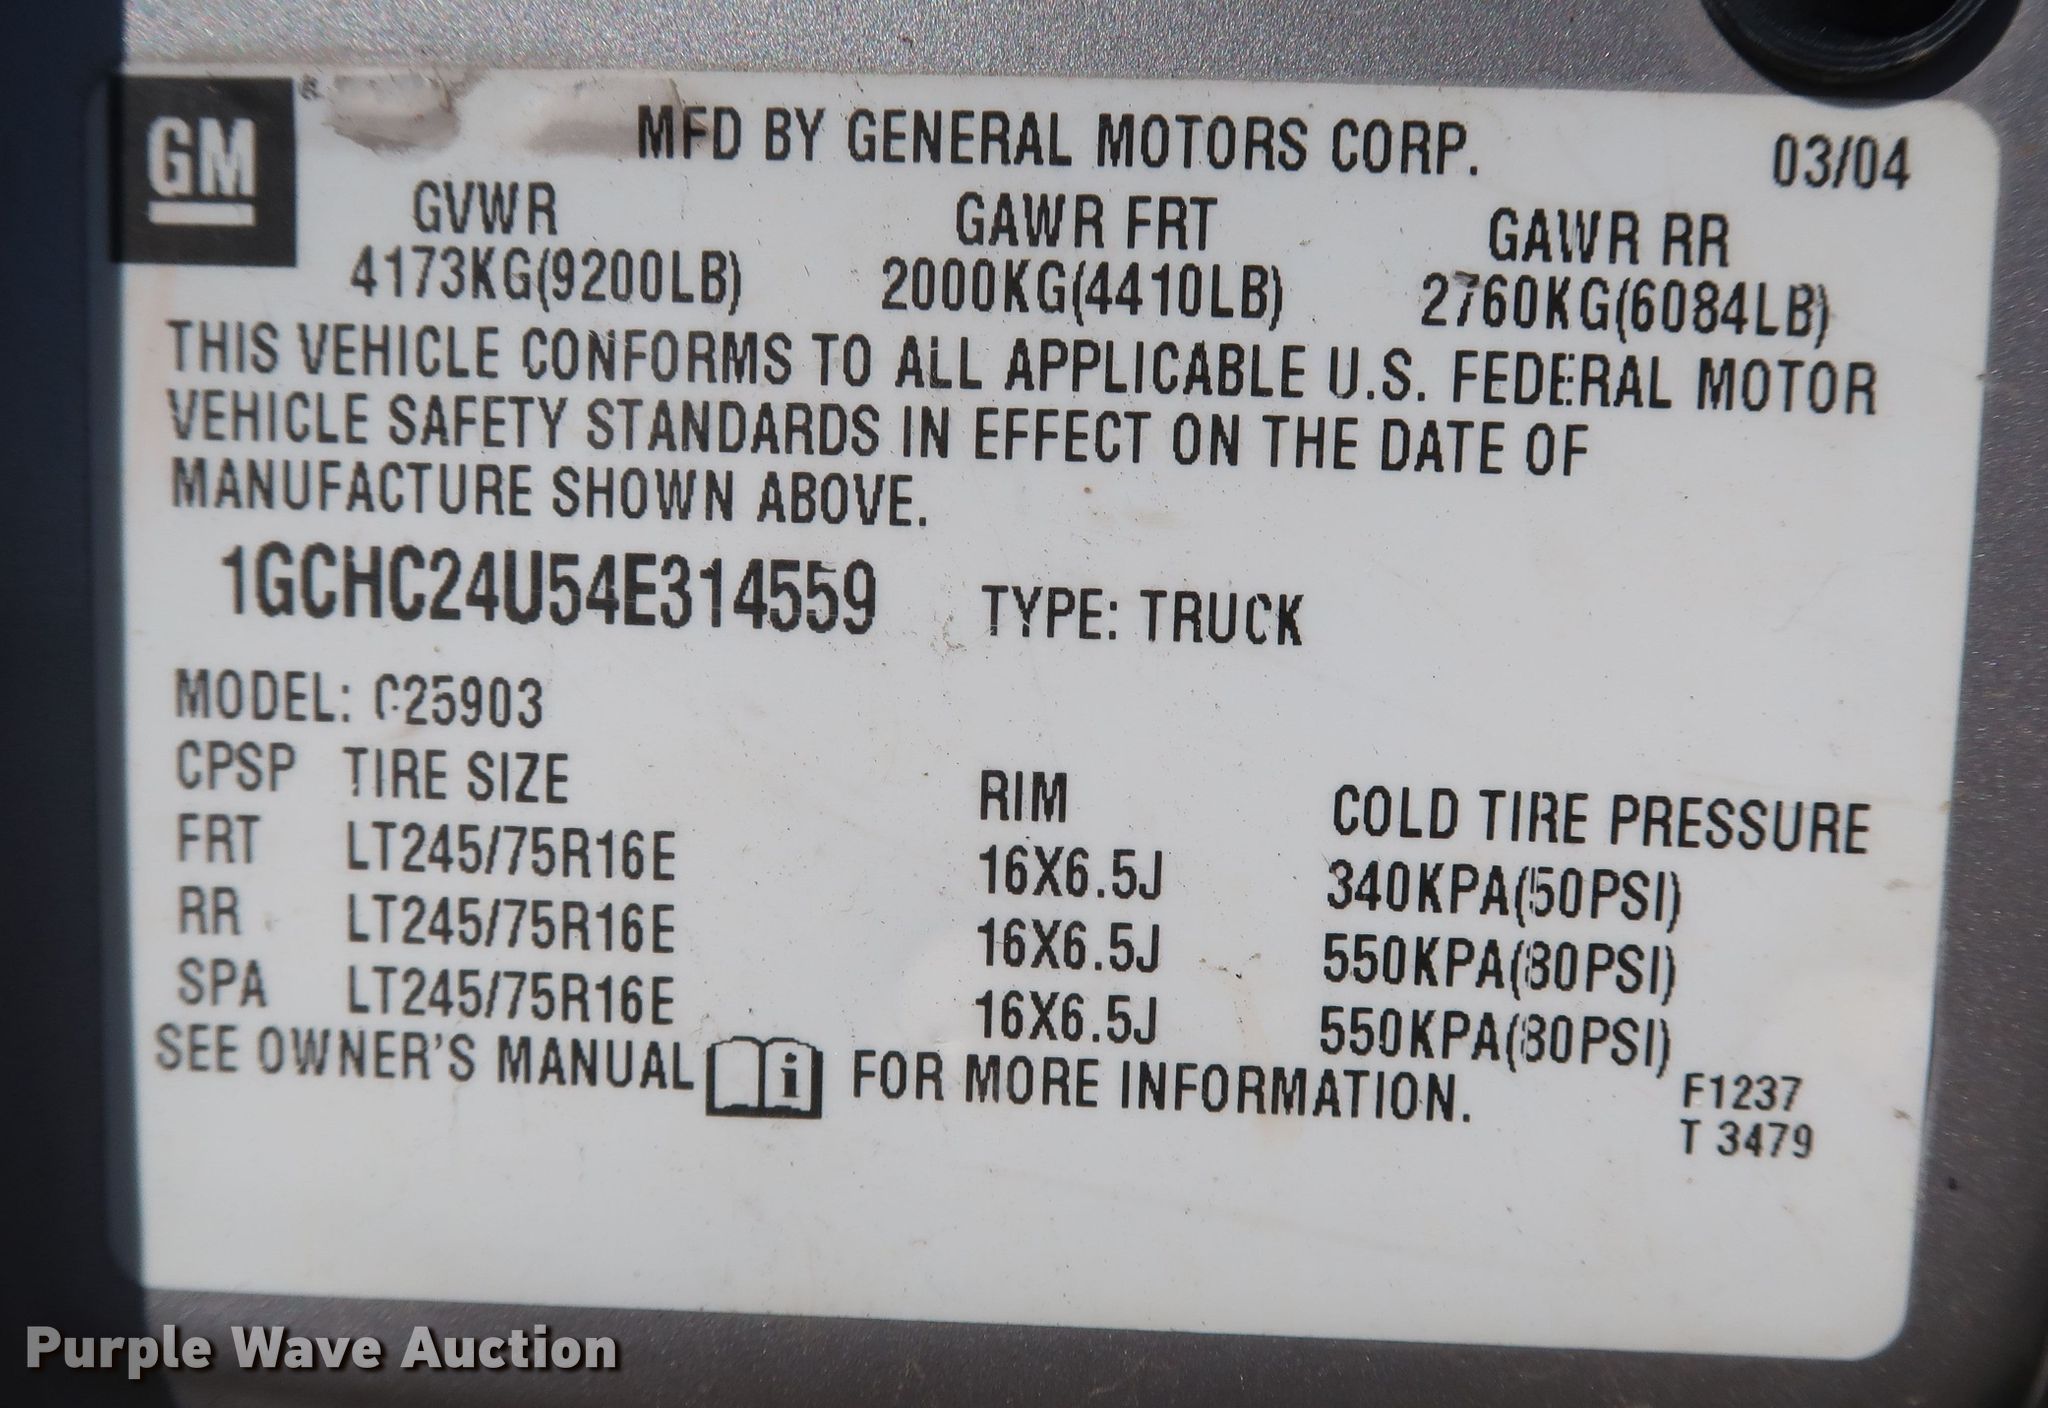 GM
MFD BY GENERAL MOTORS CORP. 03/04
GVWR GAWR FRT GAWR RR
4173KG(9200LB) 2000KG(4410LB) 2760KG(6084LB)
THIS VEHICLE CONFORMS TO ALL APPLICABLE U.S. FEDERAL MOTOR
VEHICLE SAFETY STANDARDS IN EFFECT ON THE DATE OF
MANUFACTURE SHOWN ABOVE.
1GCHC24U54E314559 TYPE: TRUCK
MODEL: C25903
CPSP TIRE SIZE RIM COLD TIRE PRESSURE
FRT LT245/75R16E 16X6.5J 340KPA(50PSI)
RR LT245/75R16E 16X6.5J 550KPA(80PSI)
SPA LT245/75R16E 16X6.5J 550KPA(80PSI)
SEE OWNER'S MANUAL i FOR MORE INFORMATION.
F1237
T 3479
Purple Wave Auction